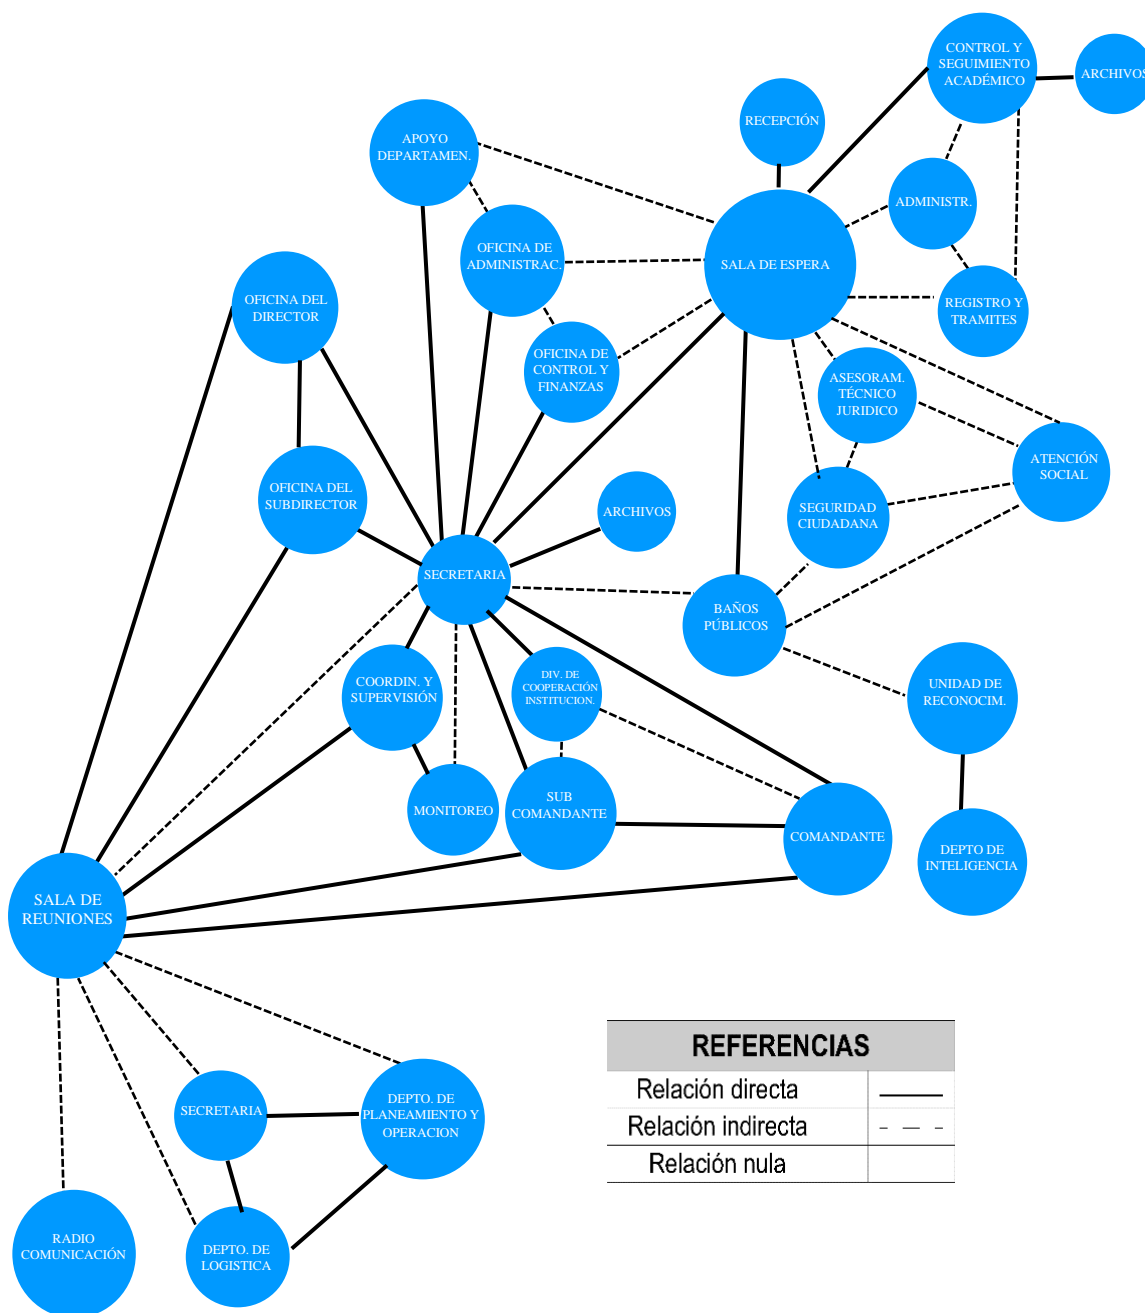 CONTROL Y
SEGUIMIENTO
ACADÉMICO
ARCHIVOS
RECEPCIÓN
APOYO
DEPARTAMEN.
ADMINISTR.
OFICINA DE
ADMINISTRAC.
SALA DE ESPERA
OFICINA DEL
DIRECTOR
REGISTRO Y
TRAMITES
OFICINA DE
CONTROL Y
FINANZAS
ASESORAM.
TÉCNICO
JURIDICO
ATENCIÓN
SOCIAL
OFICINA DEL
SUBDIRECTOR
ARCHIVOS
SEGURIDAD
CIUDADANA
SECRETARIA
BAÑOS
PÚBLICOS
COORDIN. Y
SUPERVISIÓN
DIV. DE
COOPERACIÓN
INSTITUCION.
UNIDAD DE
RECONOCIM.
MONITOREO
SUB
COMANDANTE
COMANDANTE
DEPTO DE
INTELIGENCIA
SALA DE
REUNIONES
REFERENCIAS
Relación directa
Relación indirecta
Relación nula
SECRETARIA
DEPTO. DE
PLANEAMIENTO Y
OPERACION
RADIO
COMUNICACIÓN
DEPTO. DE
LOGISTICA